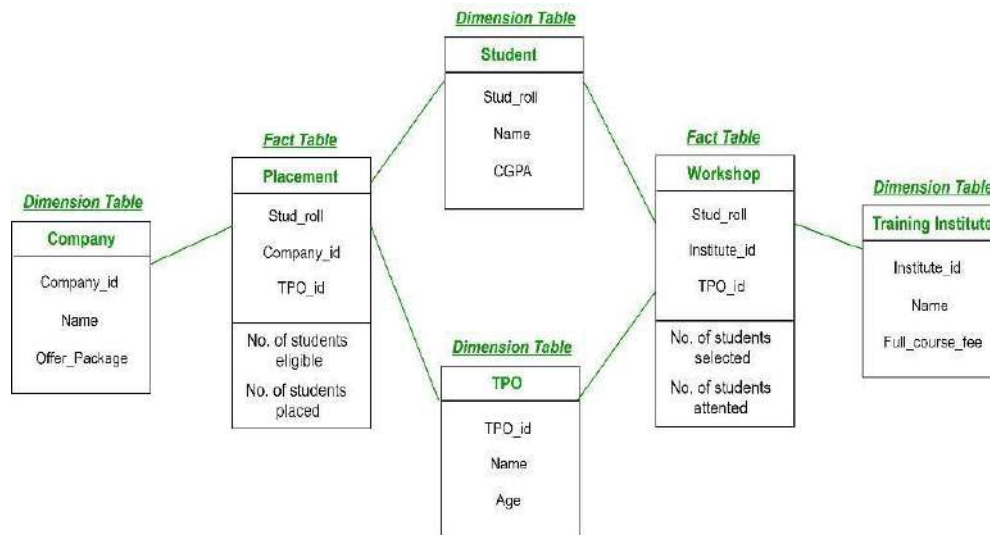 Dimension Table
Student
Stud_roll
Name
CGPA
Fact Table
Placement
Stud_roll
Company_id
TPO_id
No. of students
eligible
No. of students
placed
Fact Table
Workshop
Stud_roll
Institute_id
TPO_id
No. of students
selected
No. of students
attented
Dimension Table
Company
Company_id
Name
Offer_Package
Dimension Table
Training Institute
Institute_id
Name
Full_course_fee
Dimension Table
TPO
TPO_id
Name
Age